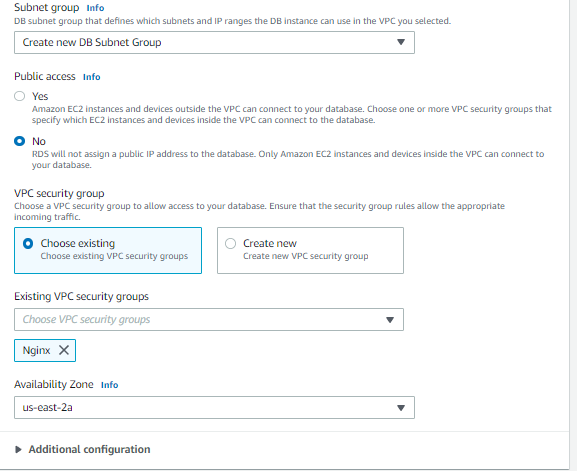 Subnet group Info
DB subnet group that defines which subnets and IP ranges the DB instance can use in the VPC you selected.
Create new DB Subnet Group
Public access Info
Yes
Amazon EC2 instances and devices outside the VPC can connect to your database. Choose one or more VPC security groups that
specify which EC2 instances and devices inside the VPC can connect to the database.
No
RDS will not assign a public IP address to the database. Only Amazon EC2 instances and devices inside the VPC can connect to
your database.
VPC security group
Choose a VPC security group to allow access to your database. Ensure that the security group rules allow the appropriate
incoming traffic.
Choose existing
Choose existing VPC security groups
Create new
Create new VPC security group
Existing VPC security groups
Choose VPC security groups
Nginx
Availability Zone Info
us-east-2a
Additional configuration